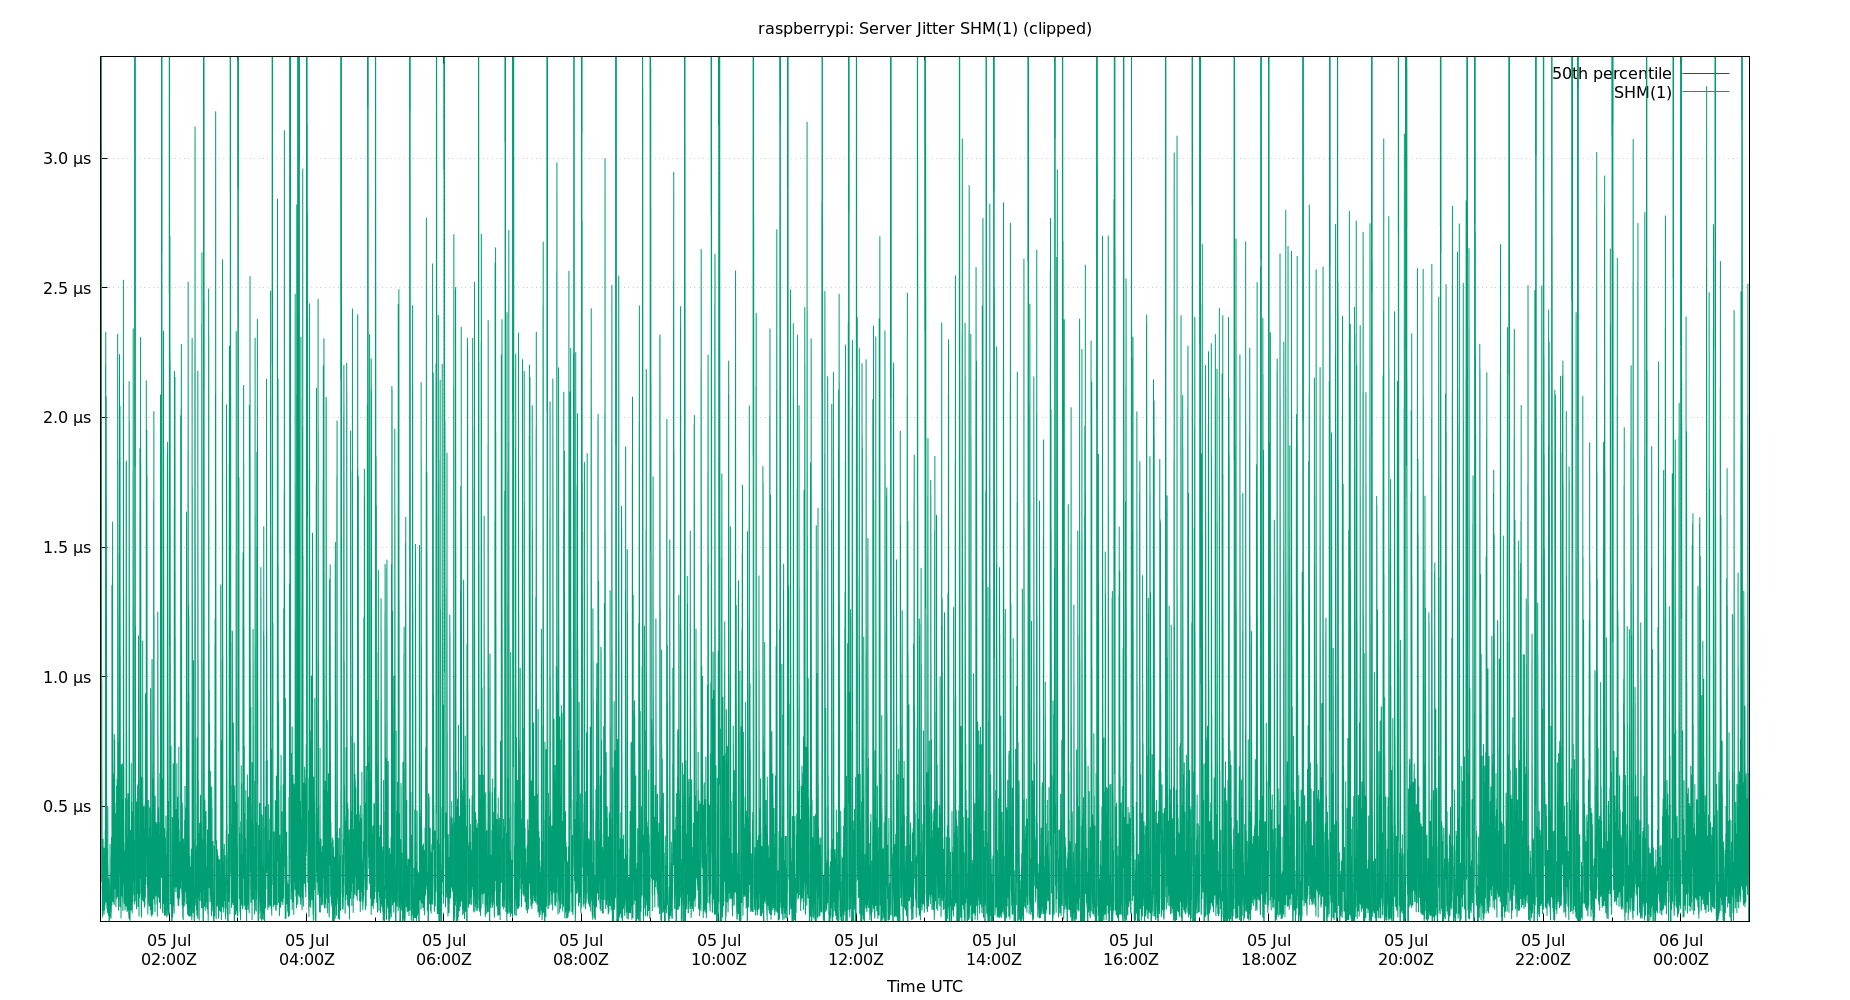 raspberrypi: Server Jitter SHM(1) (clipped)
50th percentile
SHM(1)
3.0 µs
2.5 µs
2.0 µs
1.5 µs
1.0 µs
0.5 µs
05 Jul 05 Jul 05 Jul 05 Jul 05 Jul 05 Jul 05 Jul 05 Jul 05 Jul 05 Jul 05 Jul 06 Jul
02:00Z 04:00Z 06:00Z 08:00Z 10:00Z 12:00Z 14:00Z 16:00Z 18:00Z 20:00Z 22:00Z 00:00Z
Time UTC